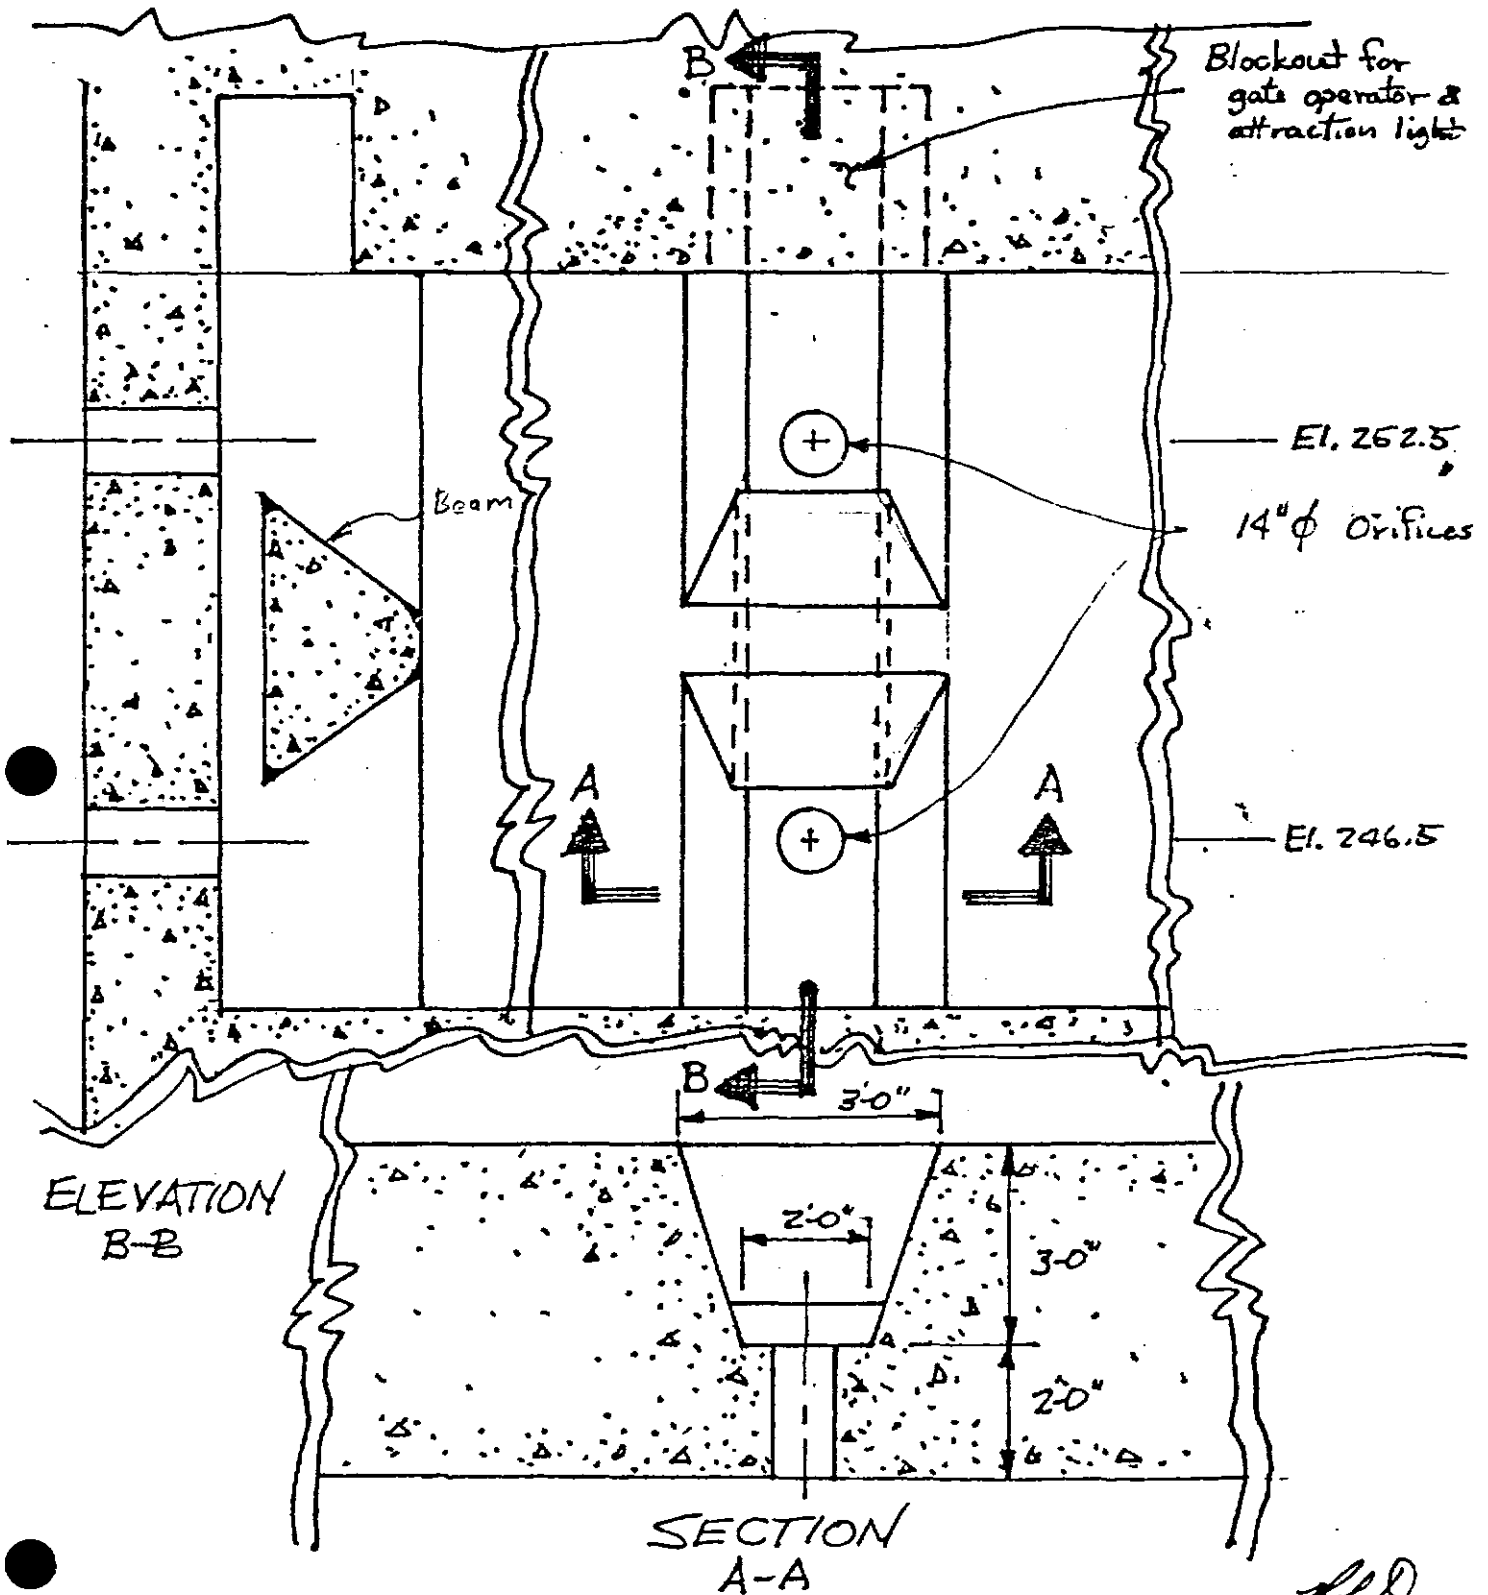 B
Blockout for
gate operator &
attraction light
El. 252.5
Beam
14"ϕ Orifices
A
A
El. 246.5
B
3'-0"
ELEVATION
B-B
2'-0"
3-0"
2'-0"
SECTION
A-A